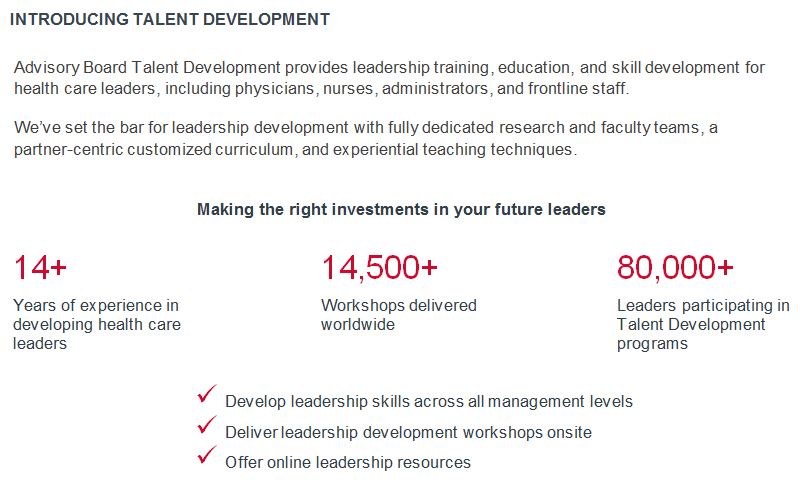 INTRODUCING TALENT DEVELOPMENT
Advisory Board Talent Development provides leadership training, education, and skill development for
health care leaders, including physicians, nurses, administrators, and frontline staff.
We've set the bar for leadership development with fully dedicated research and faculty teams, a
partner-centric customized curriculum, and experiential teaching techniques.
Making the right investments in your future leaders
14+
Years of experience in
developing health care
leaders
14,500+
Workshops delivered
worldwide
80,000+
Leaders participating in
Talent Development
programs
Develop leadership skills across all management levels
Deliver leadership development workshops onsite
Offer online leadership resources